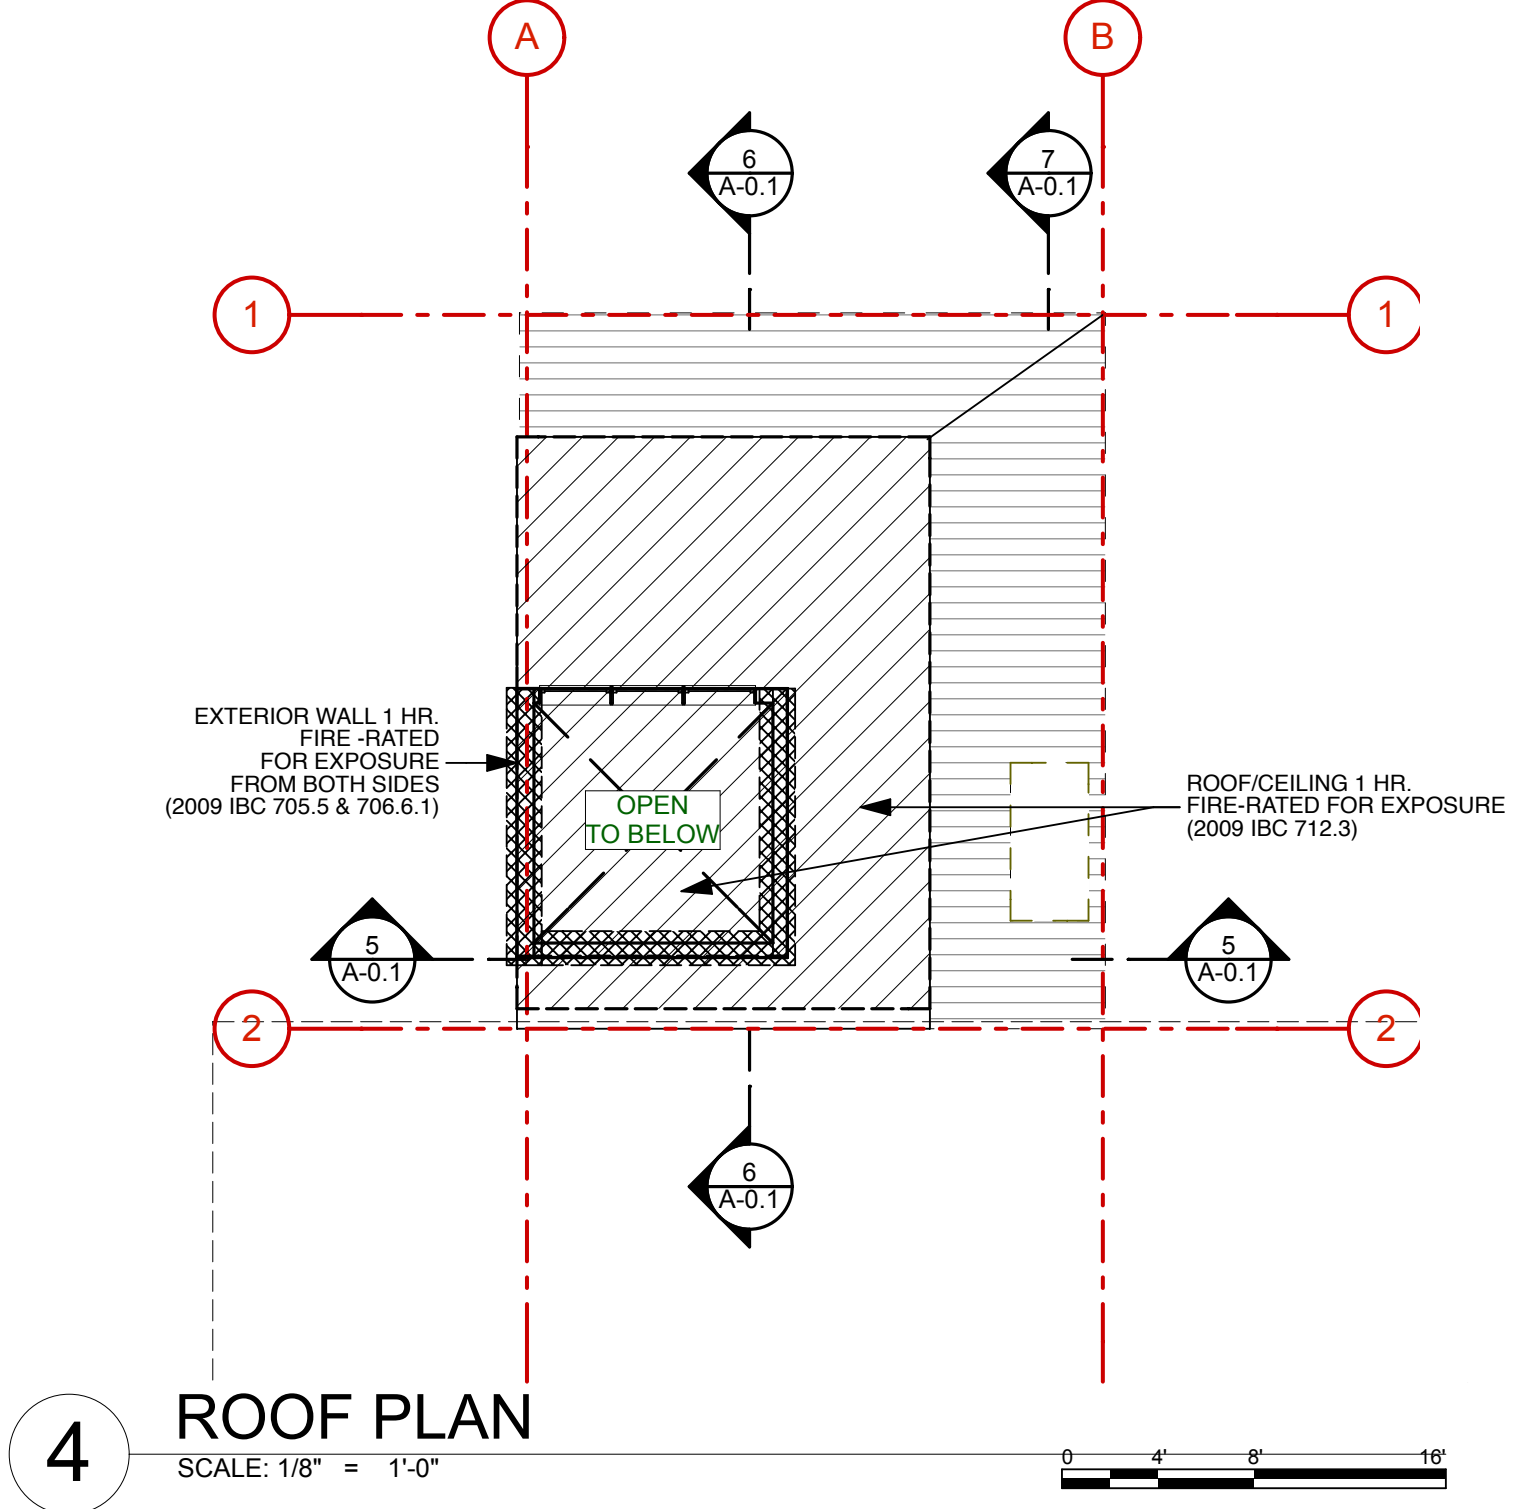 A
B
6
A-0.1
7
A-0.1
1
1
EXTERIOR WALL 1 HR.
FIRE -RATED
FOR EXPOSURE
FROM BOTH SIDES
(2009 IBC 705.5 & 706.6.1)
OPEN
TO BELOW
ROOF/CEILING 1 HR.
FIRE-RATED FOR EXPOSURE
(2009 IBC 712.3)
5
A-0.1
5
A-0.1
2
2
6
A-0.1
4
ROOF PLAN
SCALE: 1/8" = 1'-0"
0 4' 8' 16'